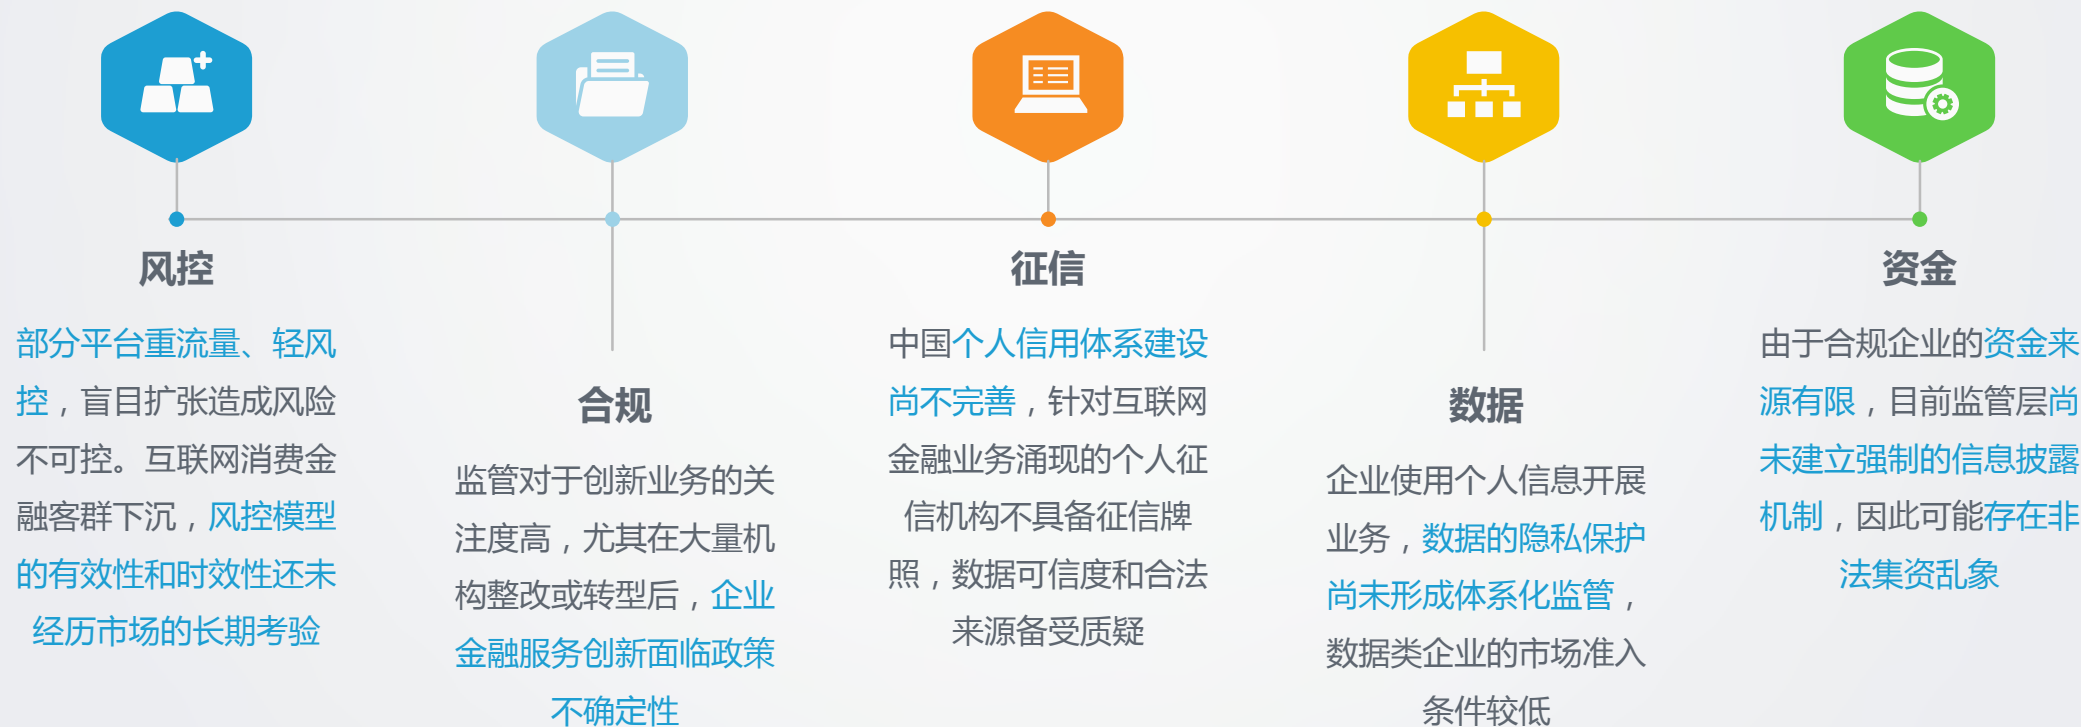 风控
部分平台重流量、轻风
控，盲目扩张造成风险
不可控。互联网消费金
融客群下沉，风控模型
的有效性和时效性还未
经历市场的长期考验
合规
监管对于创新业务的关
注度高，尤其在大量机
构整改或转型后，企业
金融服务创新面临政策
不确定性
征信
中国个人信用体系建设
尚不完善，针对互联网
金融业务涌现的个人征
信机构不具备征信牌
照，数据可信度和合法
来源备受质疑
数据
企业使用个人信息开展
业务，数据的隐私保护
尚未形成体系化监管，
数据类企业的市场准入
条件较低
资金
由于合规企业的资金来
源有限，目前监管层尚
未建立强制的信息披露
机制，因此可能存在非
法集资乱象